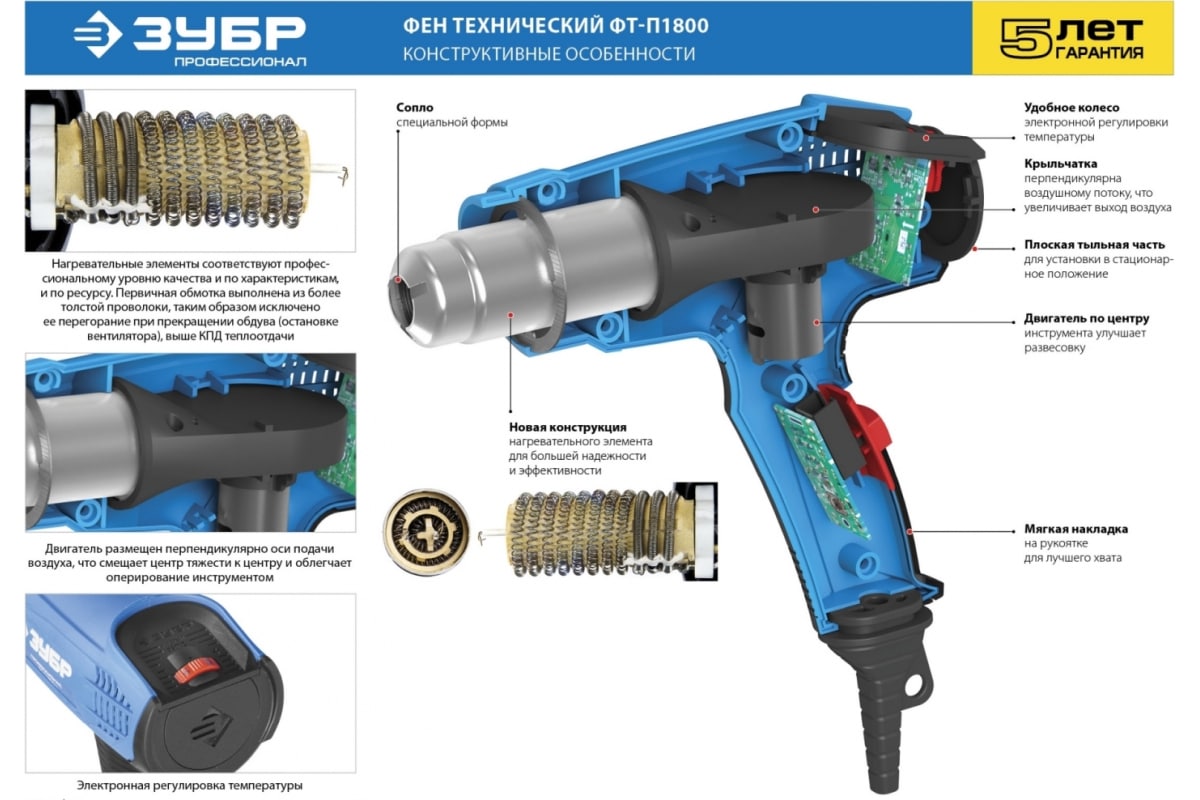 ЗУБР
ПРОФЕССИОНАЛ
ФЕН ТЕХНИЧЕСКИЙ ФТ-П1800
КОНСТРУКТИВНЫЕ ОСОБЕННОСТИ
5 ЛЕТ
ГАРАНТИЯ
Нагревательные элементы соответствуют профес-
сиональному уровню качества и по характеристикам,
и по ресурсу. Первичная обмотка выполнена из более
толстой проволоки, таким образом исключено
ее перегорание при прекращении обдува (остановке
вентилятора), выше КПД теплоотдачи
Двигатель размещен перпендикулярно оси подачи
воздуха, что смещает центр тяжести к центру и облегчает
оперирование инструментом
ЗУБР
Электронная регулировка температуры
Сопло
специальной формы
Новая конструкция
нагревательного элемента
для большей надежности
и эффективности
Удобное колесо
электронной регулировки
температуры
Крыльчатка
перпендикулярна
воздушному потоку, что
увеличивает выход воздуха
Плоская тыльная часть
для установки в стационар-
ное положение
Двигатель по центру
инструмента улучшает
развесовку
Мягкая накладка
на рукоятке
для лучшего хвата